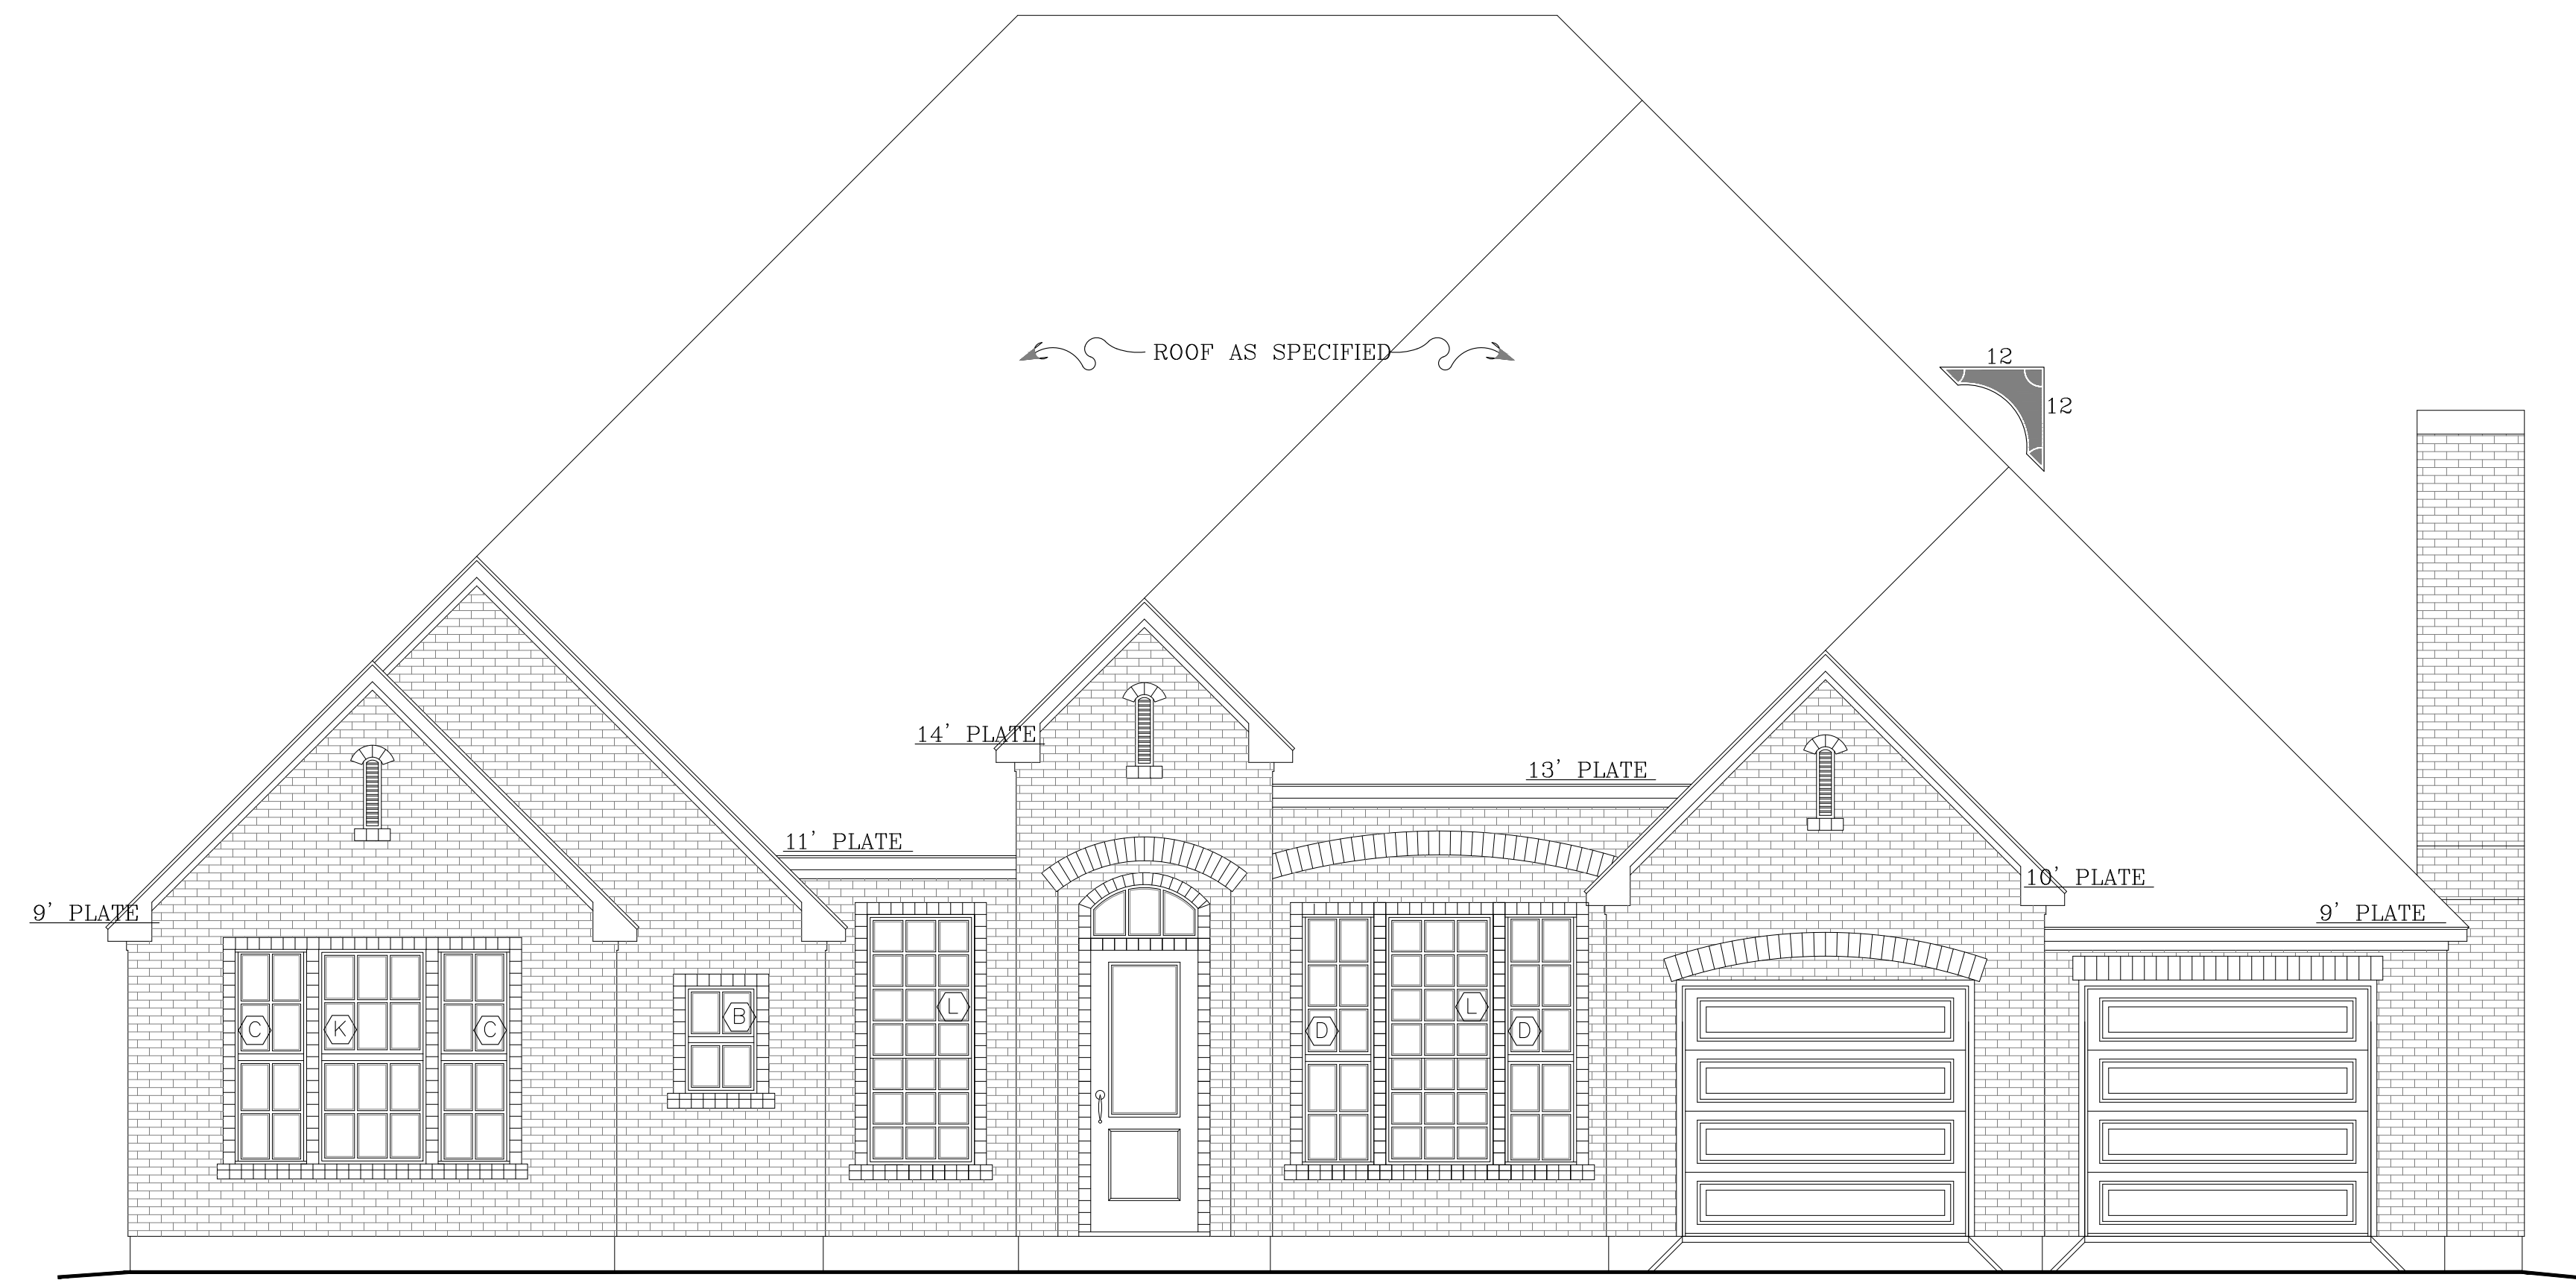 ROOF AS SPECIFIED
12
12
14' PLATE
13' PLATE
11' PLATE
10' PLATE
9' PLATE
9' PLATE
C
K
C
B
L
D
L
D